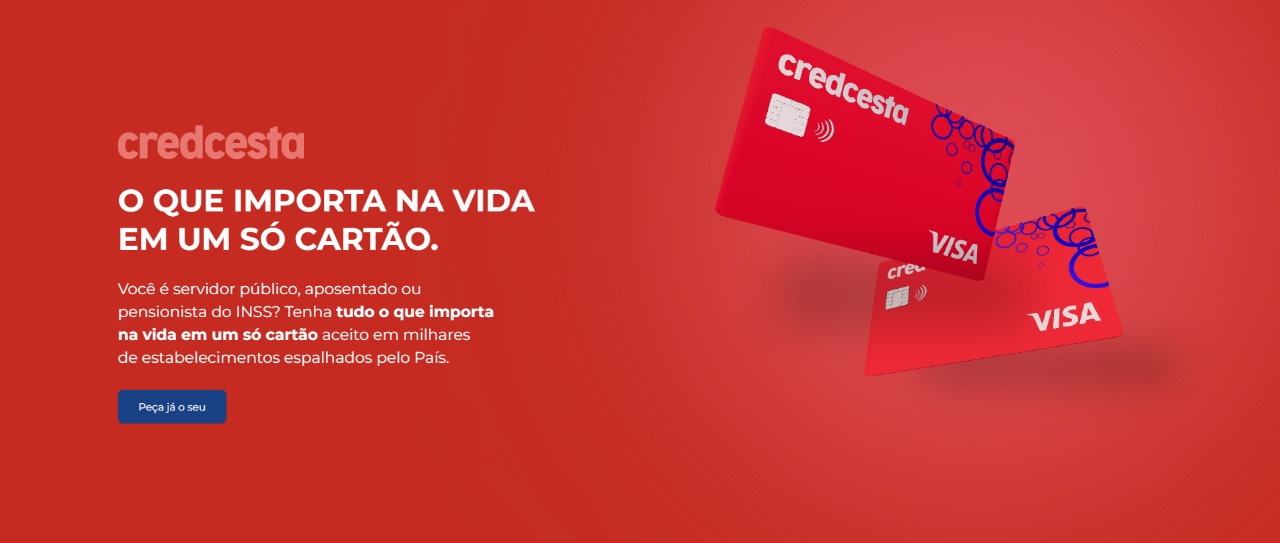 credcesta
O QUE IMPORTA NA VIDA
EM UM SÓ CARTÃO.
Você é servidor público, aposentado ou
pensionista do INSS? Tenha tudo o que importa
na vida em um só cartão aceito em milhares
de estabelecimentos espalhados pelo País.
Peça já o seu
credcesta
VISA
cred
VISA